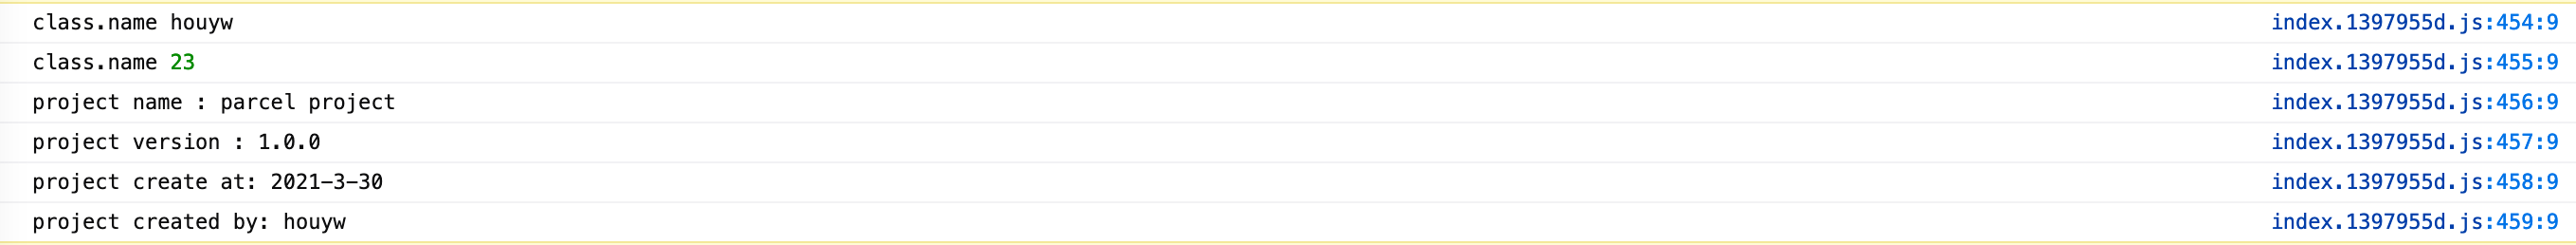 class.name houyw index.1397955d.js:454:9
class.name 23 index.1397955d.js:455:9
project name : parcel project index.1397955d.js:456:9
project version : 1.0.0 index.1397955d.js:457:9
project create at: 2021-3-30 index.1397955d.js:458:9
project created by: houyw index.1397955d.js:459:9